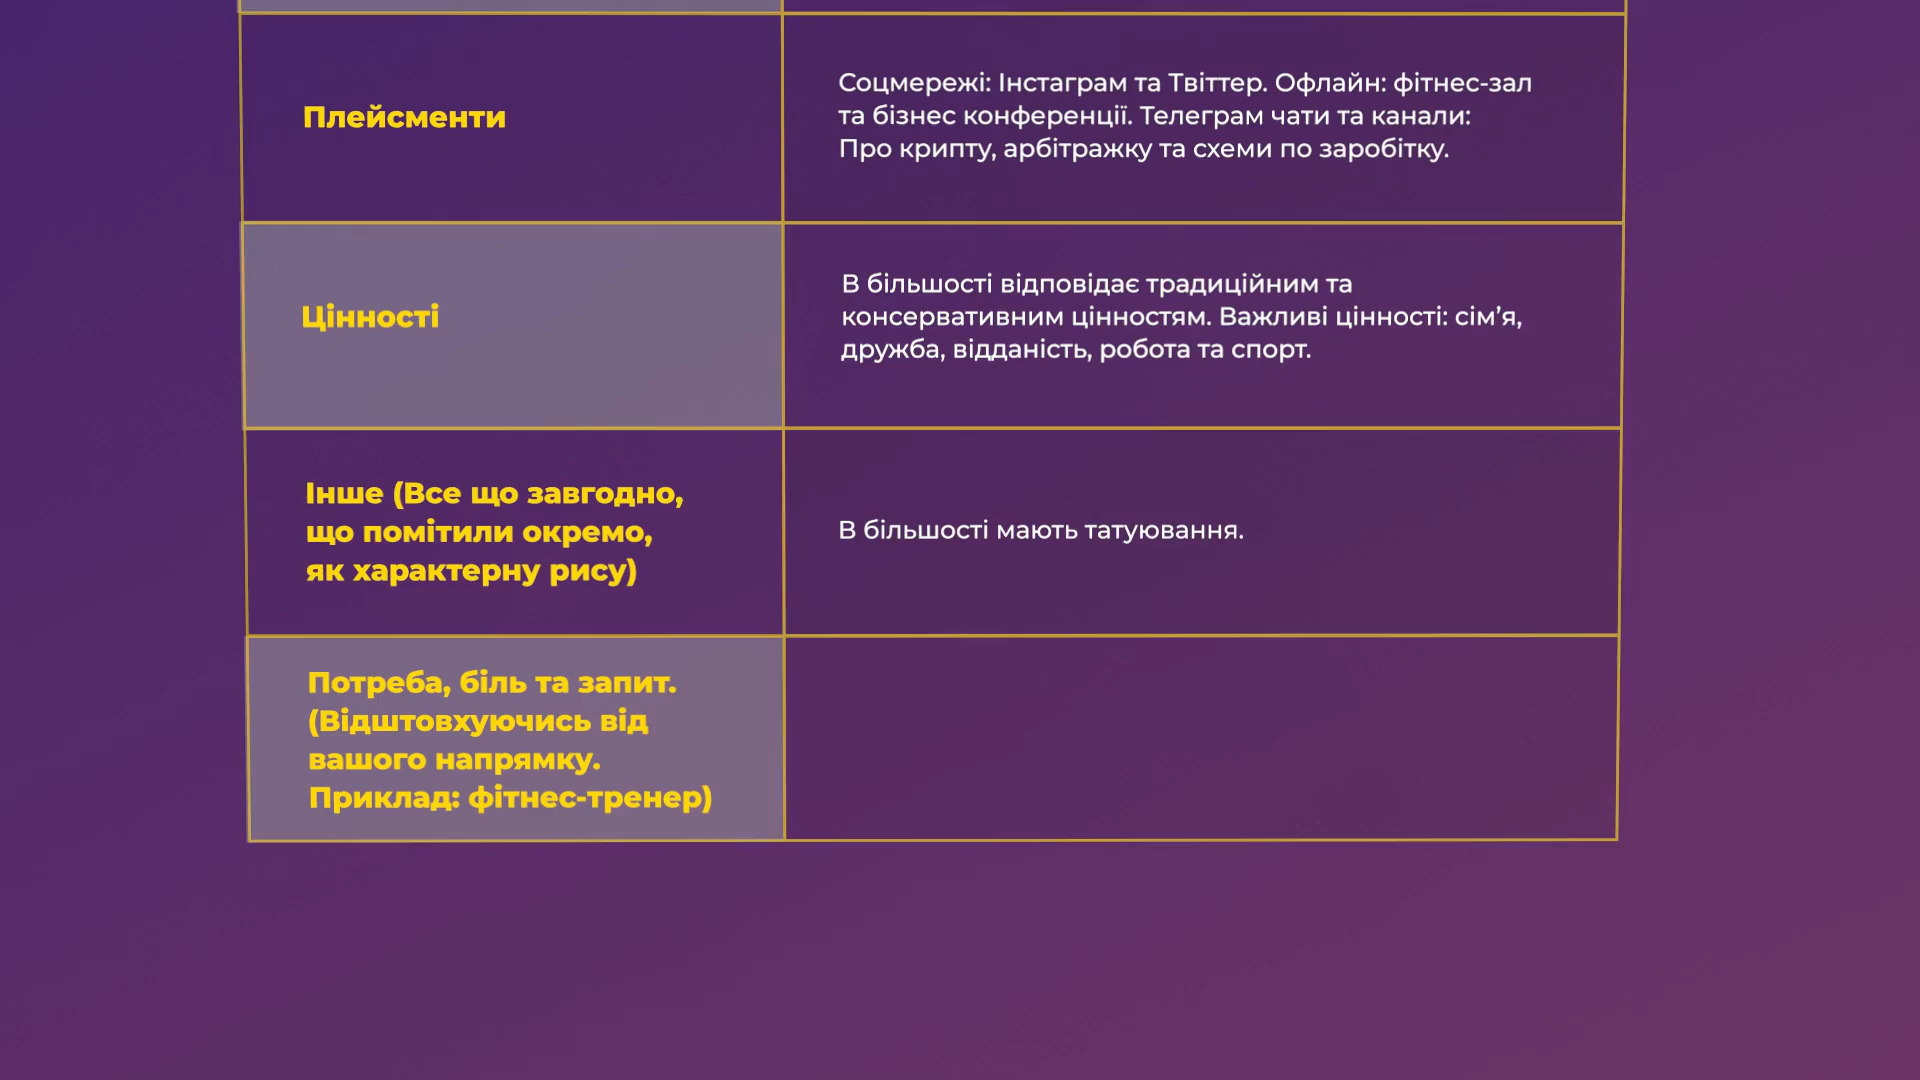 Плейсменти
Соцмережі: Інстаграм та Твіттер. Офлайн: фітнес-зал
та бізнес конференції. Телеграм чати та канали:
Про крипту, арбітражку та схеми по заробітку.
Цінності
В більшості відповідає традиційним та
консервативним цінностям. Важливі цінності: сім’я,
дружба, відданість, робота та спорт.
Інше (Все що завгодно,
що помітили окремо,
як характерну рису)
В більшості мають татуювання.
Потреба, біль та запит.
(Відштовхуючись від
вашого напрямку.
Приклад: фітнес-тренер)